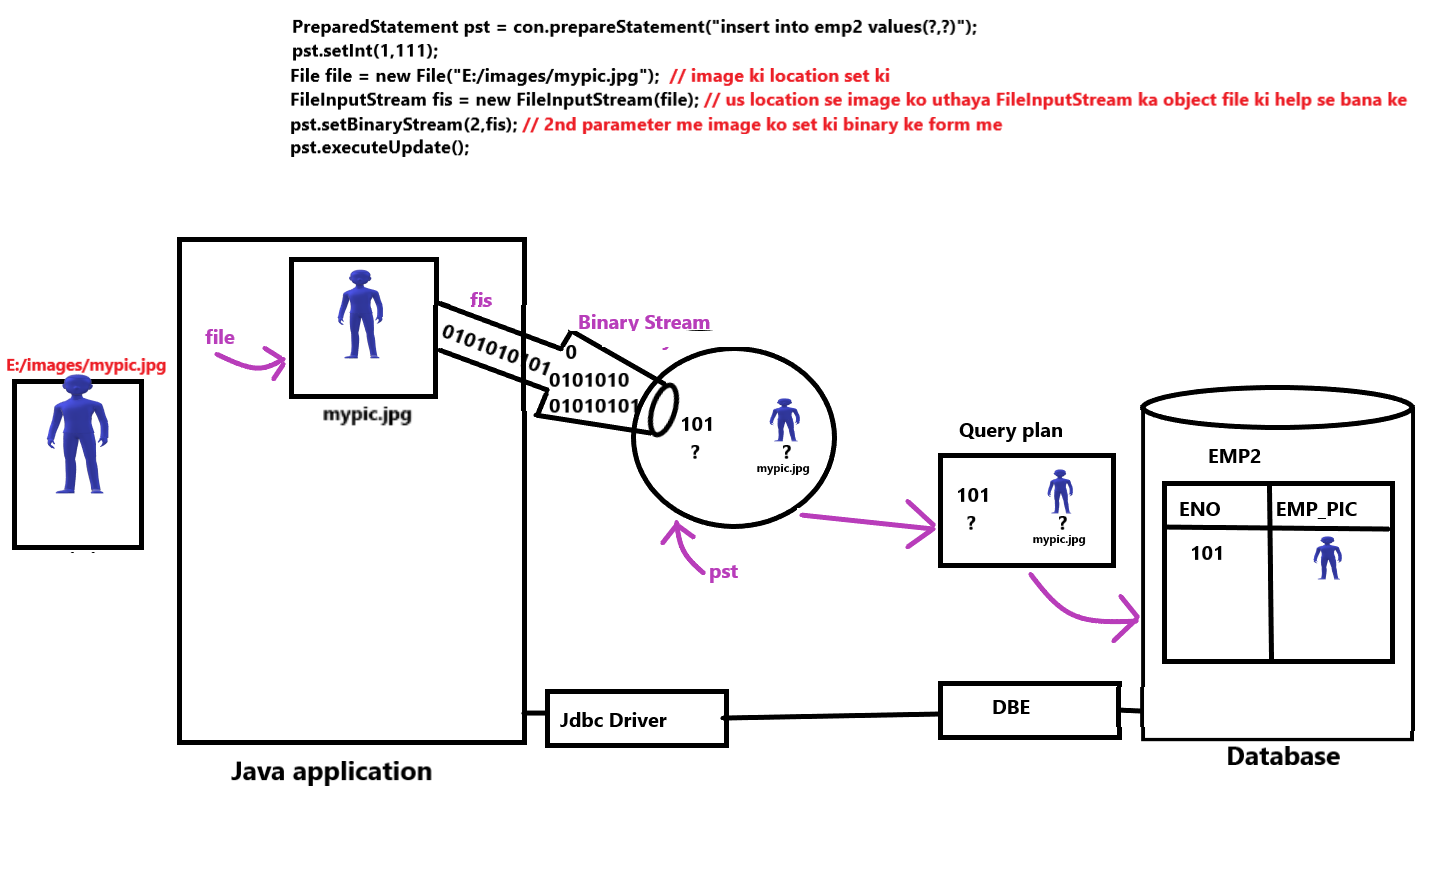 PreparedStatement pst = con.prepareStatement("insert into emp2 values(?,?)");
pst.setInt(1,111);
File file = new File("E:/images/mypic.jpg"); // image ki location set ki
FileInputStream fis = new FileInputStream(file); // us location se image ko uthaya FileInputStream ka object file ki help se bana ke
pst.setBinaryStream(2,fis); // 2nd parameter me image ko set ki binary ke form me
pst.executeUpdate();
E:/images/mypic.jpg
file
mypic.jpg
fis
0101010101
Binary Stream
0
0101010
01010101
101
?
?
mypic.jpg
pst
Query plan
101
?
?
mypic.jpg
EMP2
ENO EMP_PIC
101
Jdbc Driver
DBE
Java application
Database